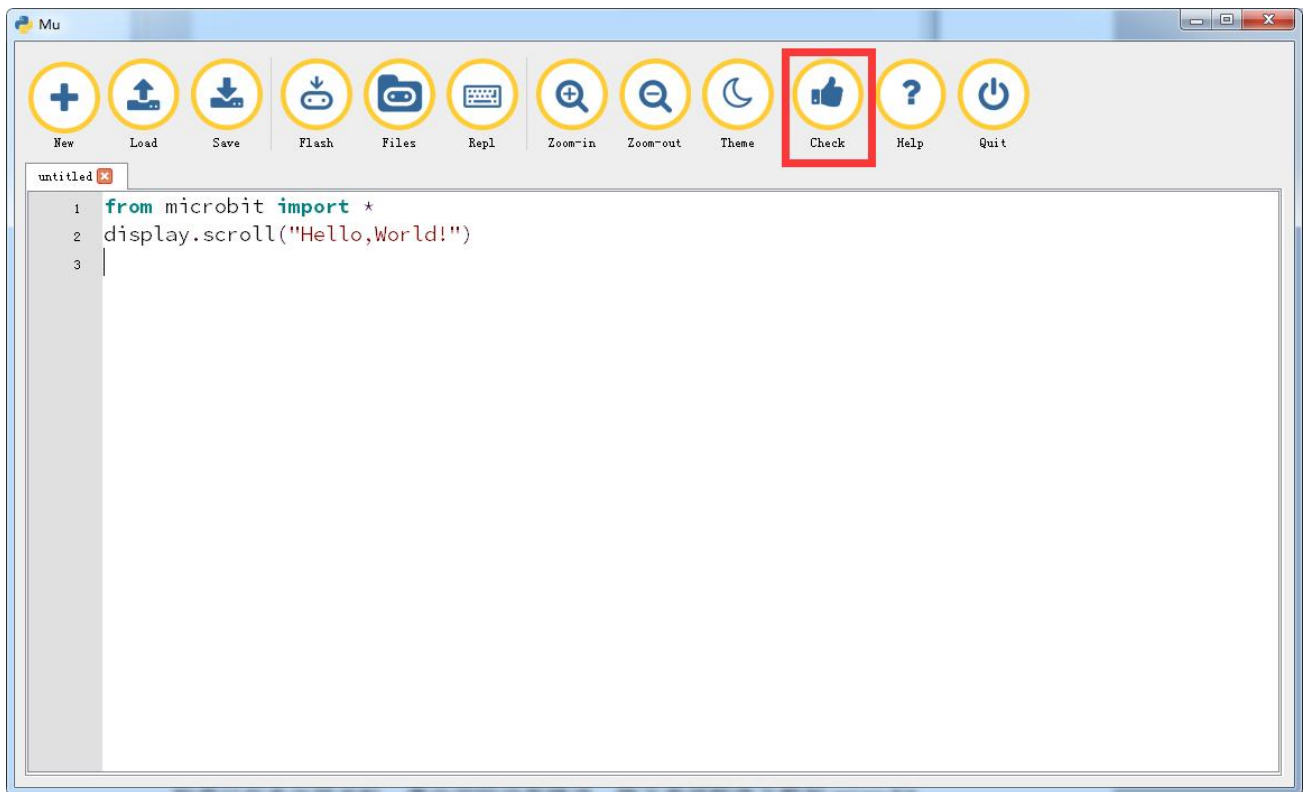 Mu
New Load Save Flash Files Repl Zoom-in Zoom-out Theme Check Help Quit
untitled
1 from microbit import *
2 display.scroll("Hello,World!")
3